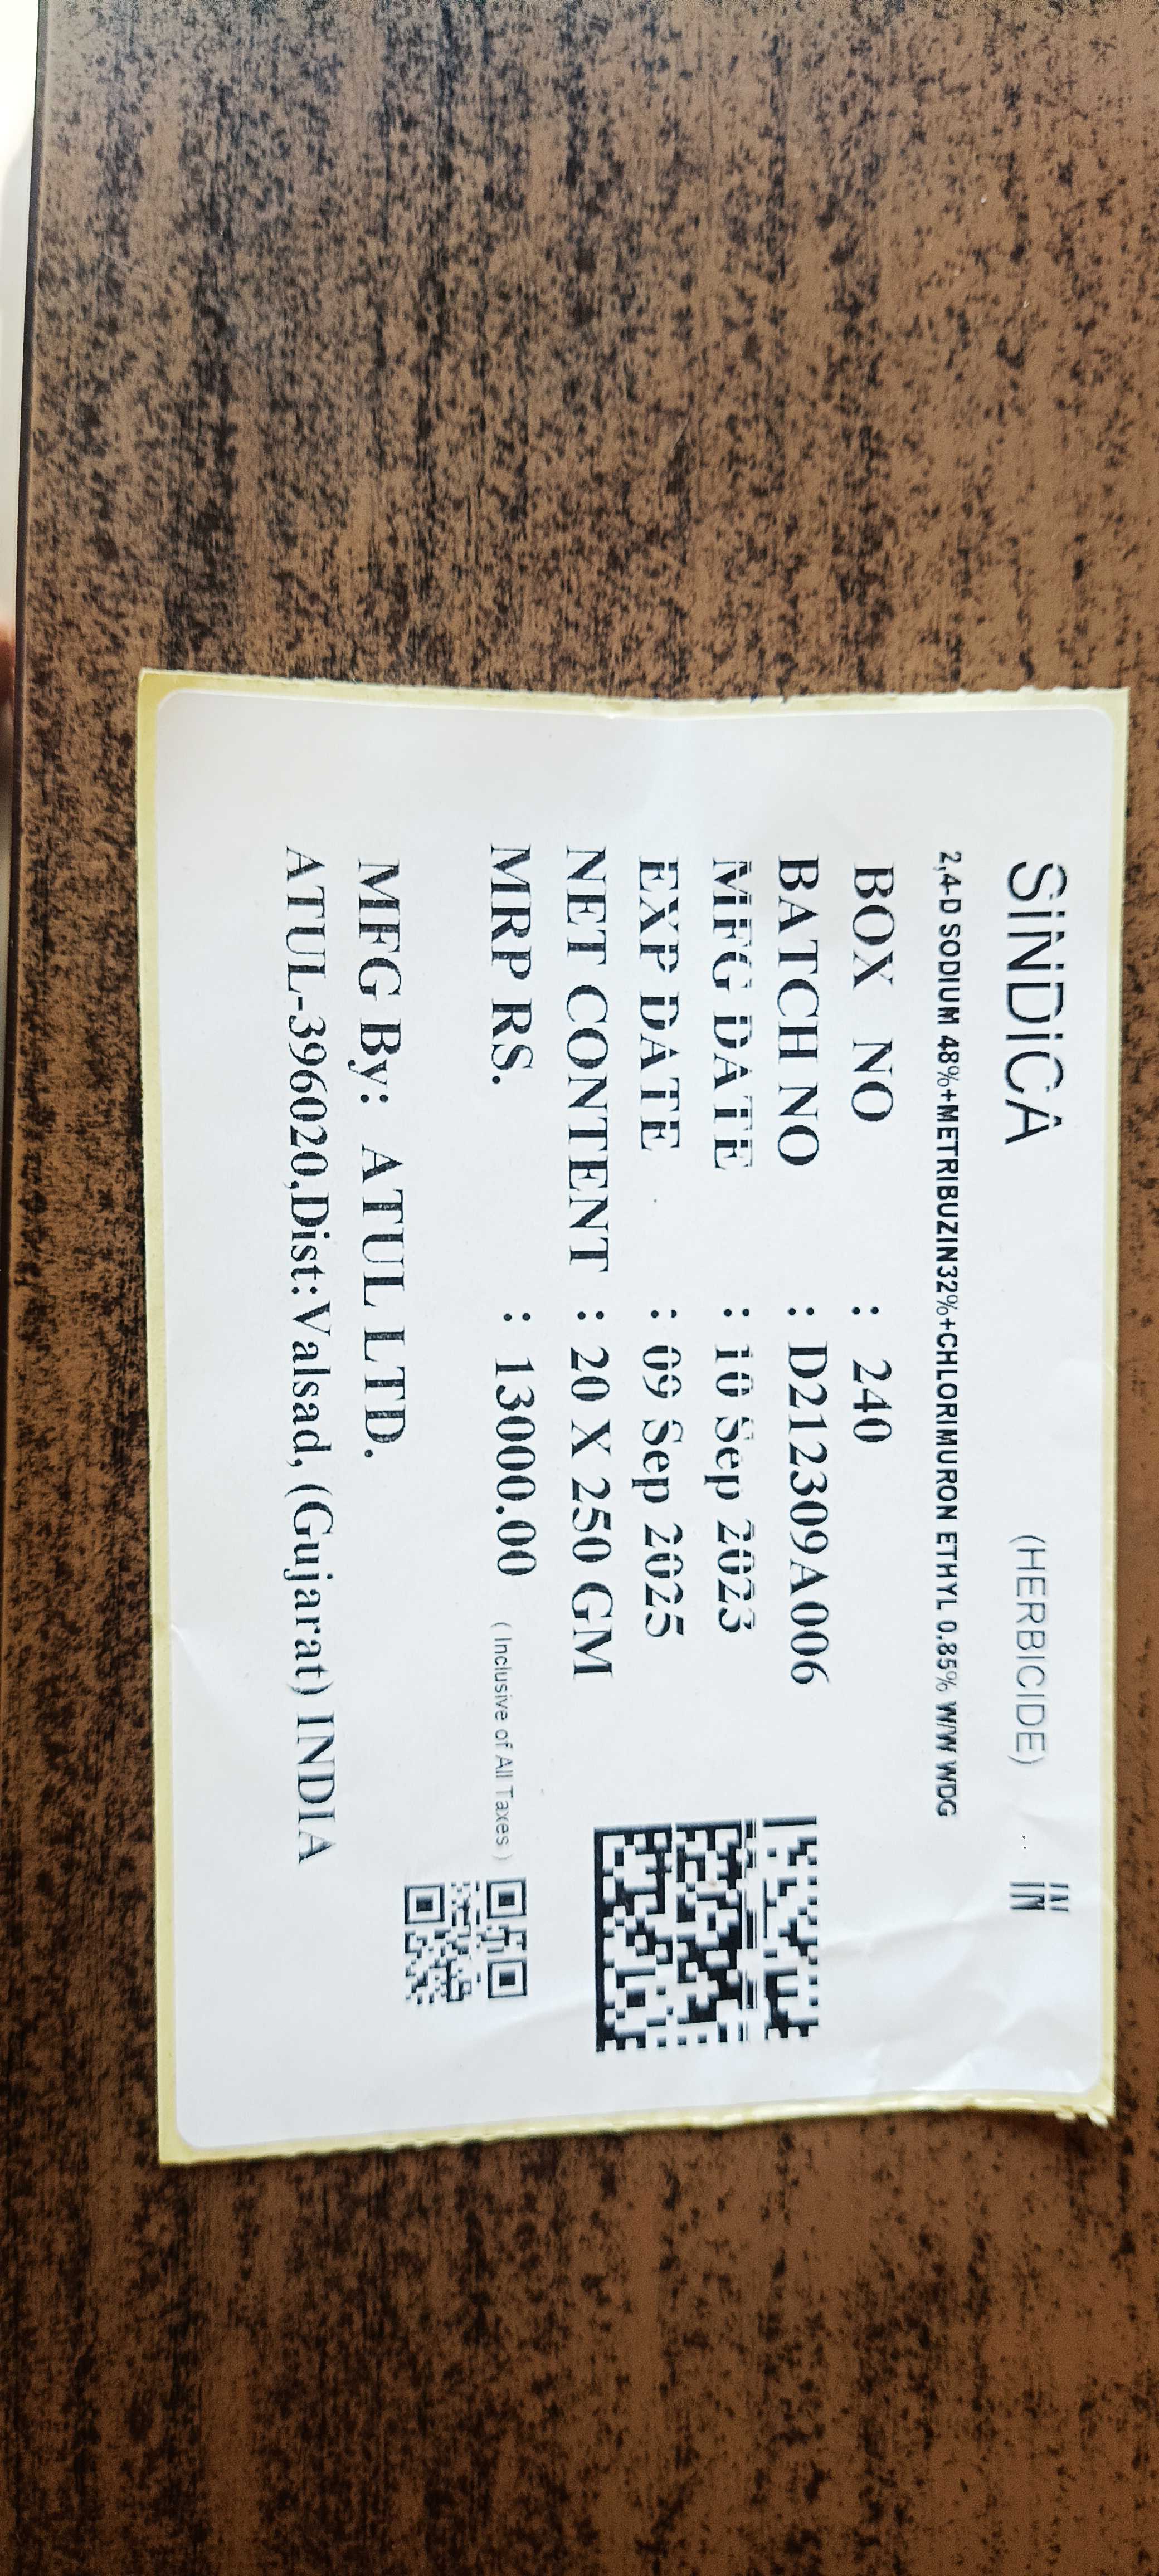 SINDICA (HERBICIDE) IN
2,4-D SODIUM 48%+METRIBUZIN32%+CHLORIMURON ETHYL 0.85% W/W WDG
BOX NO : 240
BATCH NO : D212309A006
MFG DATE : 10 Sep 2023
EXP DATE : 09 Sep 2025
NET CONTENT : 20 X 250 GM
MRP RS. : 13000.00 ( Inclusive of All Taxes )
MFG By: ATUL LTD.
ATUL-396020,Dist:Valsad, (Gujarat) INDIA